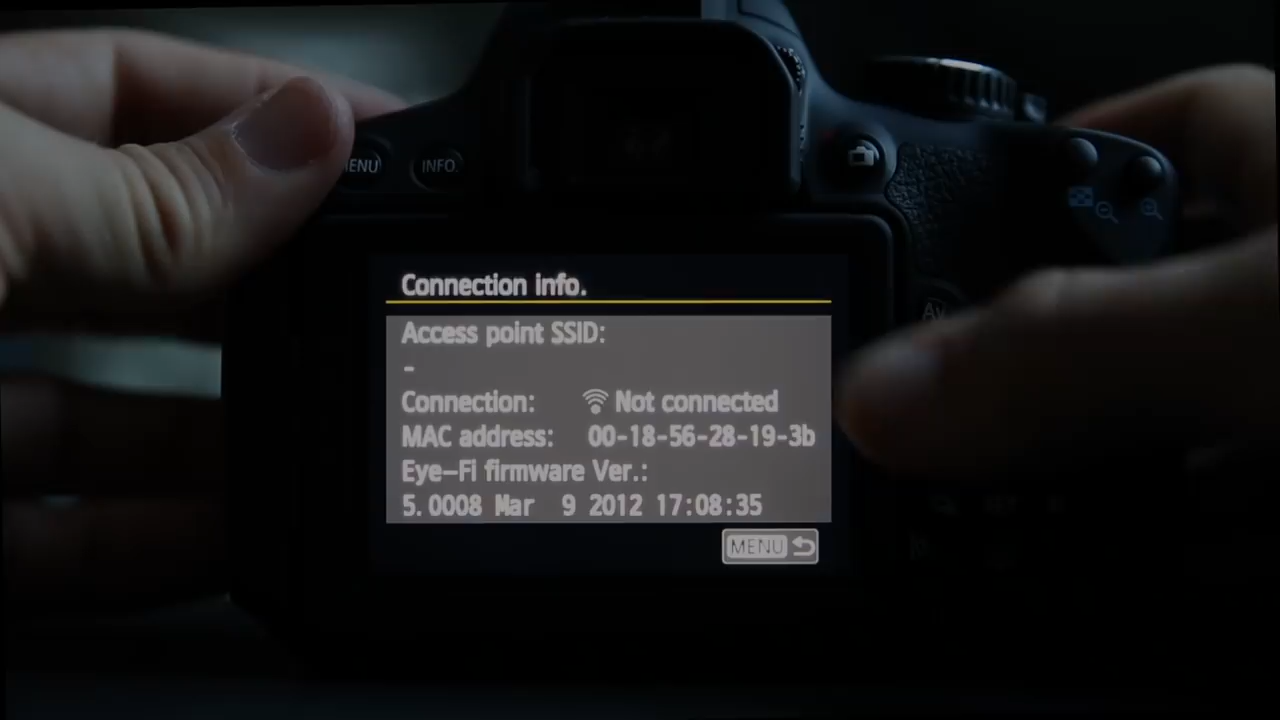 MENU
INFO.
Av
Connection info.
Access point SSID:
-
Connection: Not connected
MAC address: 00-18-56-28-19-3b
Eye-Fi firmware Ver.:
5.0008 Mar 9 2012 17:08:35
MENU